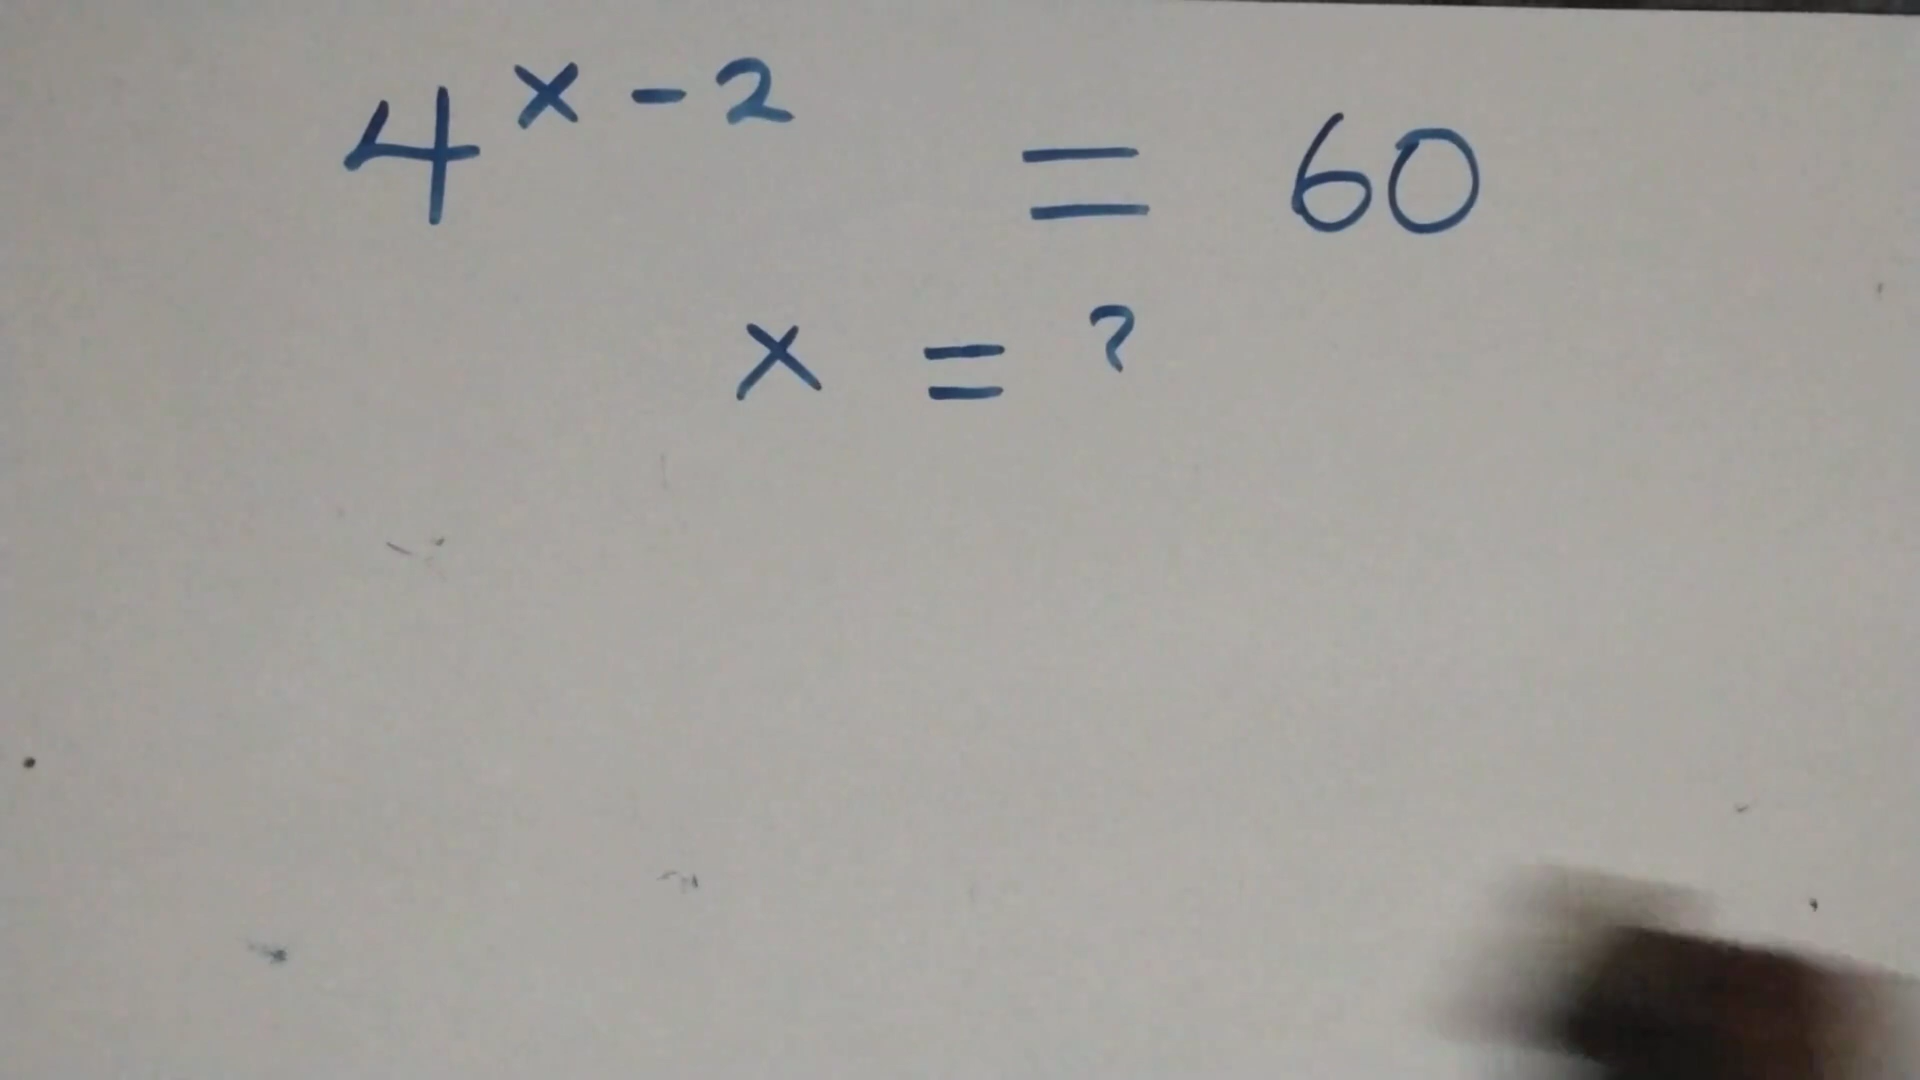 4^{x-2} = 60
x = ?